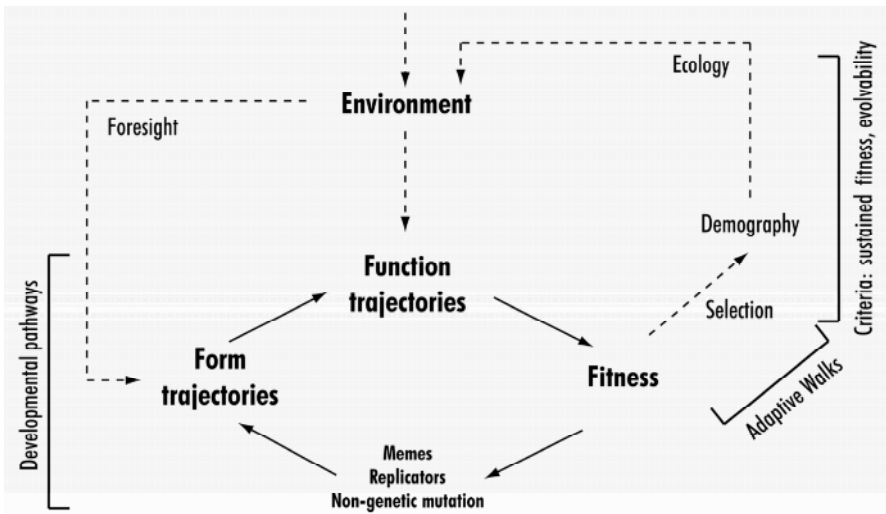 Ecology
Environment
Foresight
Criteria: sustained fitness, evolvability
Demography
Function
trajectories
Selection
Developmental pathways
Form
trajectories
Fitness
Adaptive Walks
Memes
Replicators
Non-genetic mutation